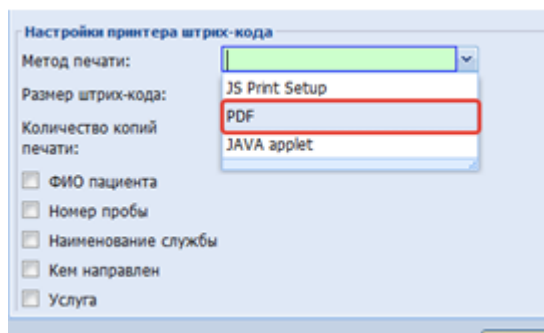 Настройки принтера штрих-кода
Метод печати:
JS Print Setup
Размер штрих-кода:
PDF
Количество копий
печати:
JAVA applet
ФИО пациента
Номер пробы
Наименование службы
Кем направлен
Услуга